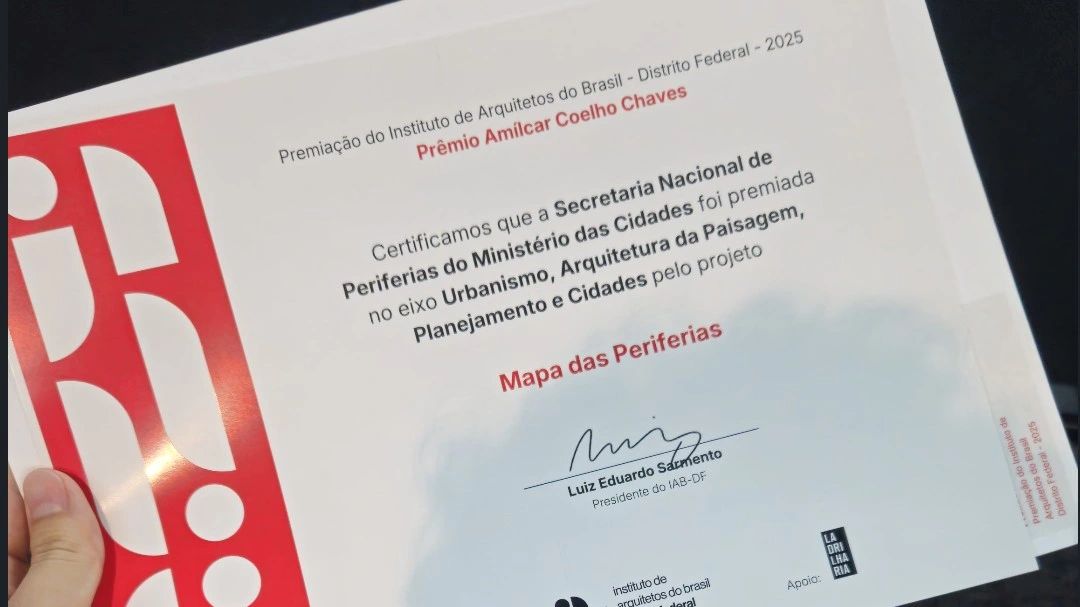 Premiação do Instituto de Arquitetos do Brasil - Distrito Federal - 2025
Prêmio Amílcar Coelho Chaves
Certificamos que a Secretaria Nacional de
Periferias do Ministério das Cidades foi premiada
no eixo Urbanismo, Arquitetura da Paisagem,
Planejamento e Cidades pelo projeto
Mapa das Periferias
Luiz Eduardo Sarmento
Presidente do IAB-DF
instituto de
arquitetos do brasil
Apoio:
LA
DRI
LHA
RIA
Premiação do Instituto de
Arquitetos do Brasil
Distrito Federal - 2025